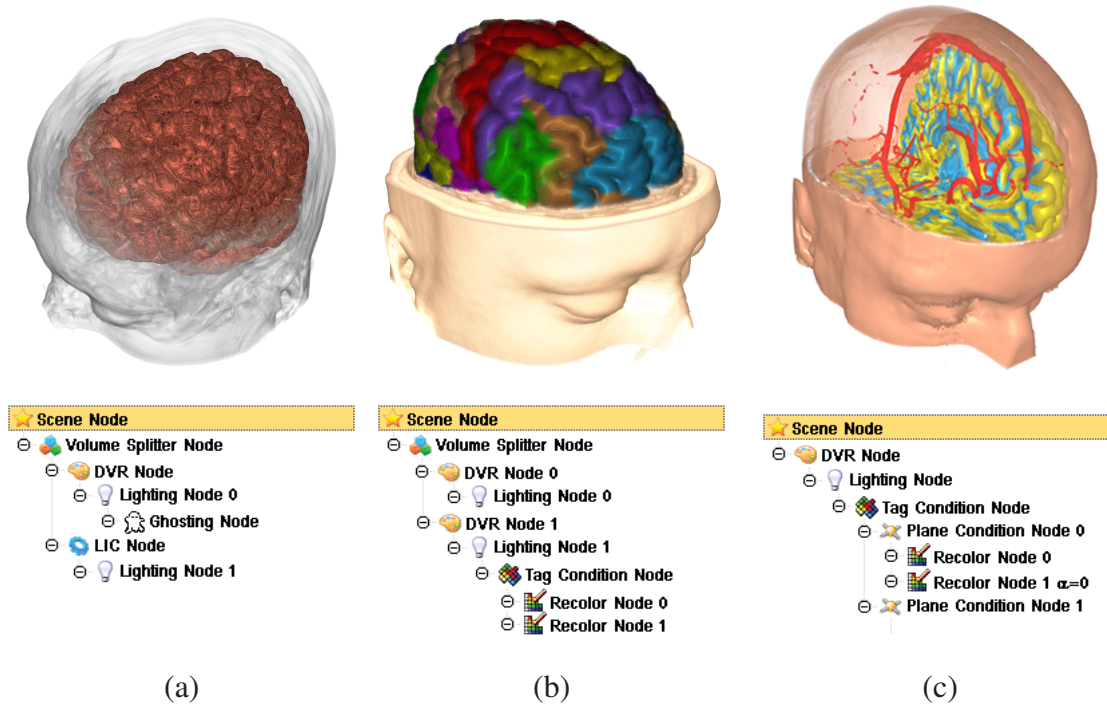 Scene Node
Volume Splitter Node
DVR Node
Lighting Node 0
Ghosting Node
LIC Node
Lighting Node 1
(a)
Scene Node
Volume Splitter Node
DVR Node 0
Lighting Node 0
DVR Node 1
Lighting Node 1
Tag Condition Node
Recolor Node 0
Recolor Node 1
(b)
Scene Node
DVR Node
Lighting Node
Tag Condition Node
Plane Condition Node 0
Recolor Node 0
Recolor Node 1 α=0
Plane Condition Node 1
(c)